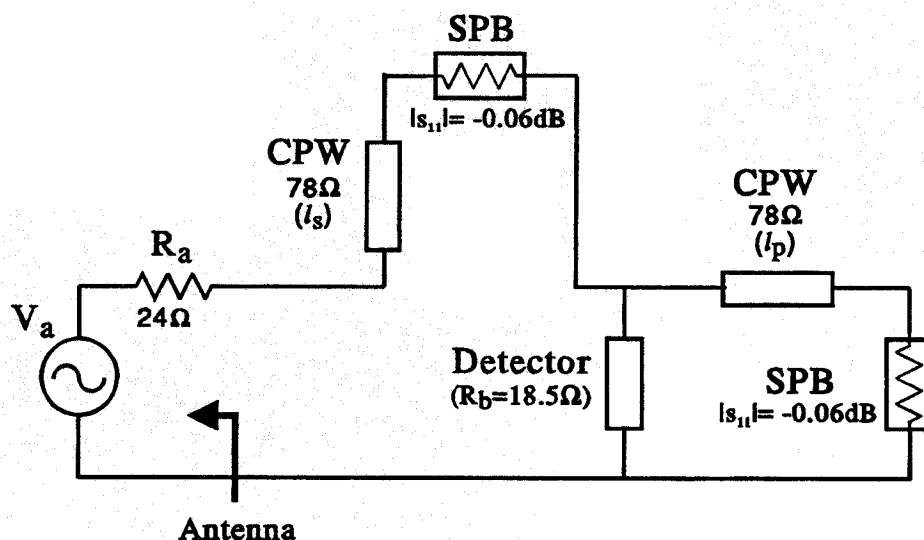 SPB
|s₁₁|= -0.06dB
CPW
78Ω
(lₛ)
CPW
78Ω
(lₚ)
Rₐ
24Ω
Vₐ
Detector
(R_b=18.5Ω)
SPB
|s₁₁|= -0.06dB
Antenna